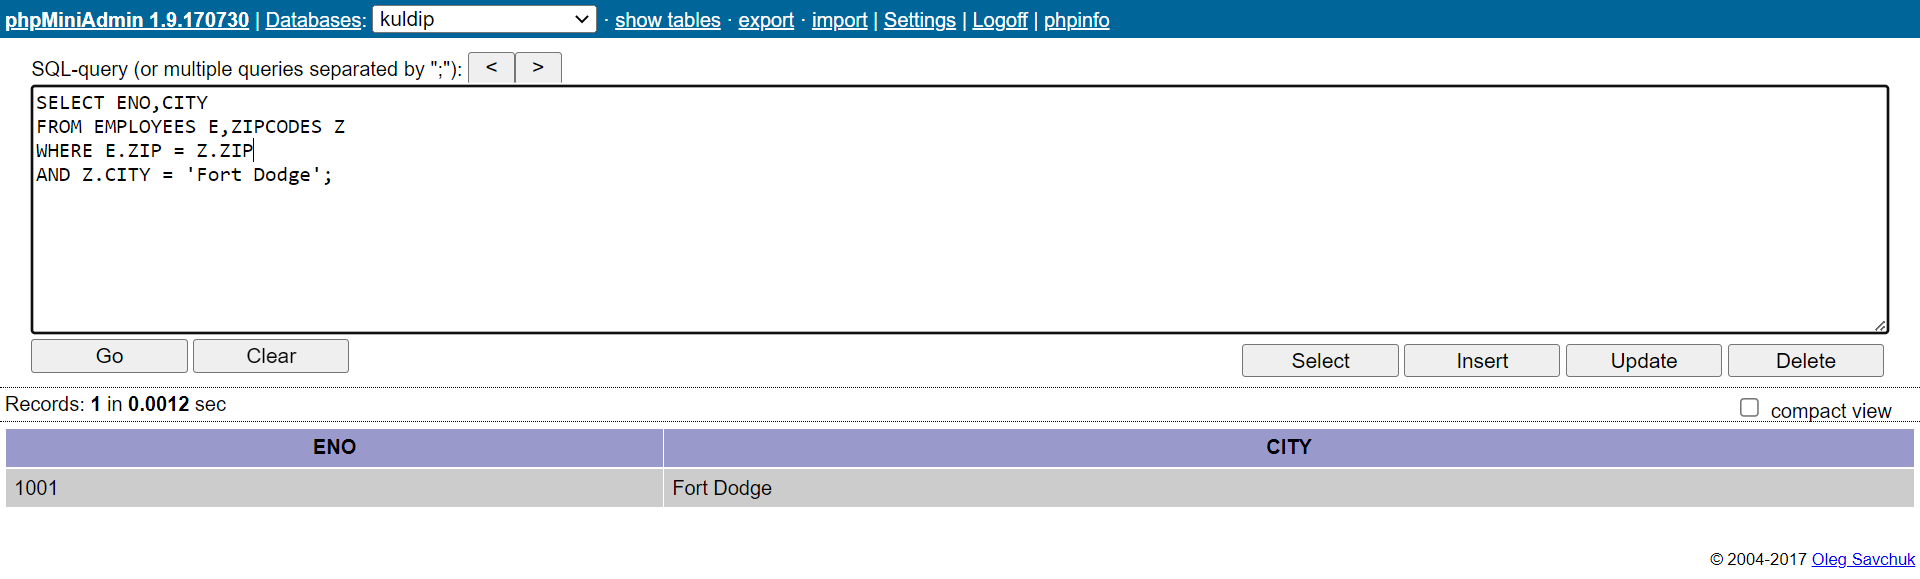 phpMiniAdmin 1.9.170730 | Databases: kuldip · show tables · export · import | Settings | Logoff | phpinfo
SQL-query (or multiple queries separated by ";"): < >
SELECT ENO,CITY
FROM EMPLOYEES E,ZIPCODES Z
WHERE E.ZIP = Z.ZIP
AND Z.CITY = 'Fort Dodge';
Go Clear Select Insert Update Delete
Records: 1 in 0.0012 sec compact view
ENO CITY
1001 Fort Dodge
© 2004-2017 Oleg Savchuk